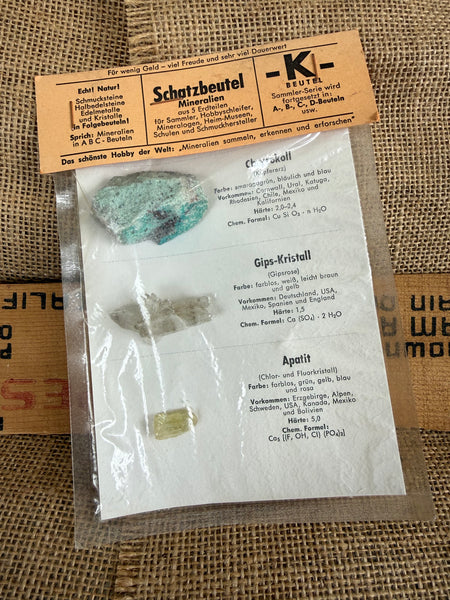 Für wenig Geld – viel Freude und sehr viel Dauerwert
Echt! Natur!
Schmucksteine
Halbedelsteine
Edelmetalle
und Kristalle
in Folgebeuteln!
Sprich: Mineralien
in A B C - Beuteln
Schatzbeutel
Mineralien
aus 5 Erdteilen
für Sammler, Hobbyschleifer,
Mineralogen, Heim-Museen,
Schulen und Schmuckhersteller
-K-
BEUTEL
Sammler-Serie wird
fortgesetzt in:
A-, B-, C-, D-Beuteln
usw.
Das schönste Hobby der Welt: „Mineralien sammeln, erkennen und erforschen"
Chrysokoll
(Kupfererz)
Farbe: smaragdgrün, bläulich und blau
Vorkommen: Cornwall, Ural, Katuga,
Rhodesien, Chile, Mexiko und
Kalifornien
Härte: 2,0–2,4
Chem. Formel: Cu Si O₃ · n H₂O
Gips-Kristall
(Gipsrose)
Farbe: farblos, weiß, leicht braun
und gelb
Vorkommen: Deutschland, USA,
Mexiko, Spanien und England
Härte: 1,5
Chem. Formel: Ca (SO₄) · 2 H₂O
Apatit
(Chlor- und Fluorkristall)
Farbe: farblos, grün, gelb, blau
und rosa
Vorkommen: Erzgebirge, Alpen,
Schweden, USA, Kanada, Mexiko
und Bolivien
Härte: 5,0
Chem. Formel:
Ca₅ [(F, OH, Cl) (PO₄)₃]